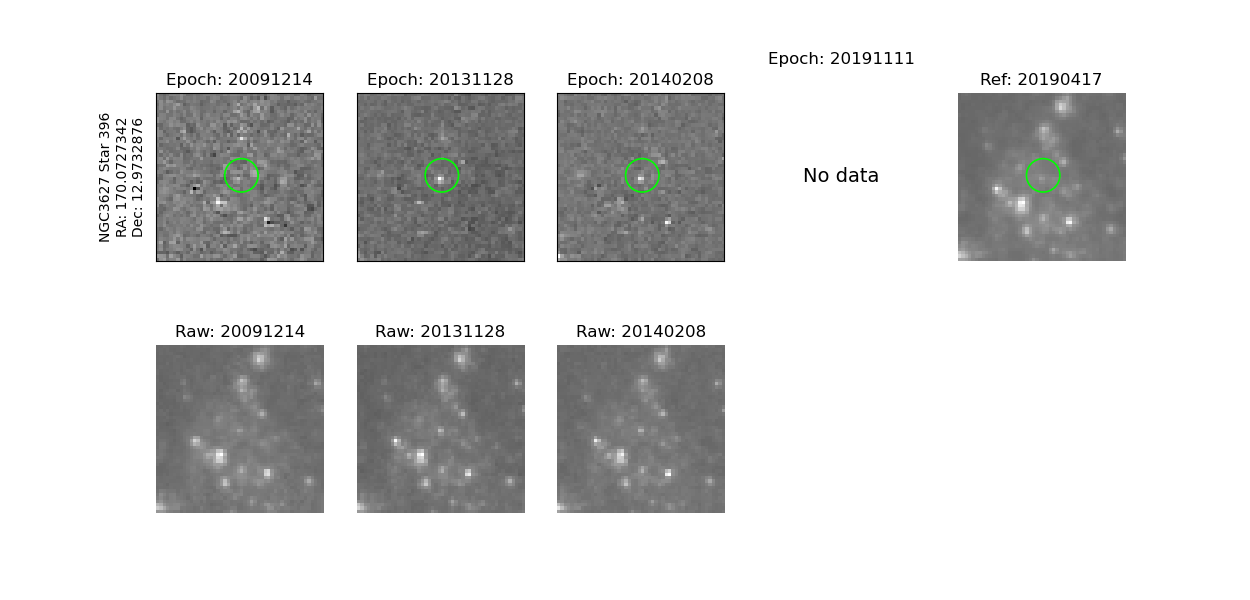 NGC3627 Star 396
RA: 170.0727342
Dec: 12.9732876
Epoch: 20091214
Epoch: 20131128
Epoch: 20140208
Epoch: 20191111
No data
Ref: 20190417
Raw: 20091214
Raw: 20131128
Raw: 20140208